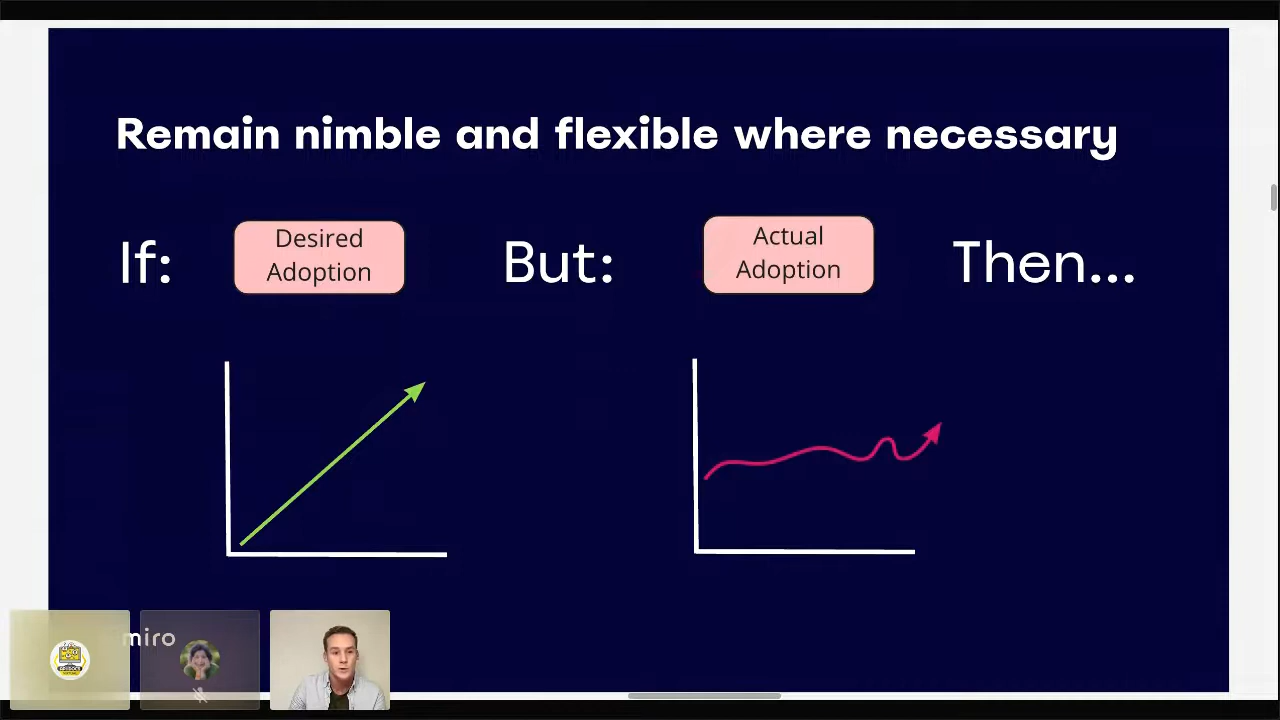 Remain nimble and flexible where necessary
If:
Desired
Adoption
But:
Actual
Adoption
Then...
miro